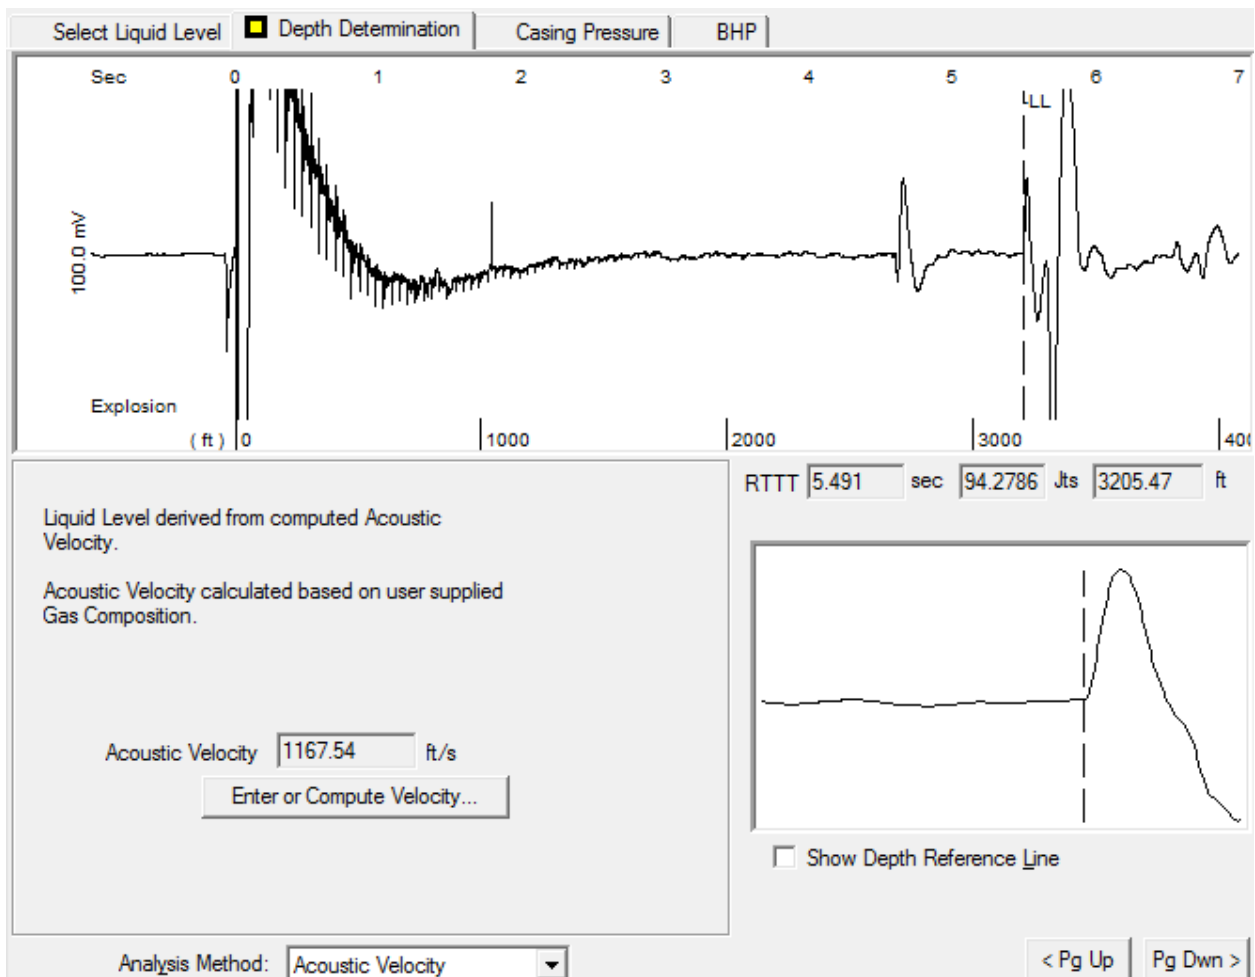 Select Liquid Level Depth Determination Casing Pressure BHP
Sec 0 1 2 3 4 5 6 7
LL
100.0 mV
Explosion
( ft ) 0 1000 2000 3000 400
RTTT 5.491 sec 94.2786 Jts 3205.47 ft
Liquid Level derived from computed Acoustic
Velocity.
Acoustic Velocity calculated based on user supplied
Gas Composition.
Acoustic Velocity 1167.54 ft/s
Enter or Compute Velocity...
Show Depth Reference Line
Analysis Method: Acoustic Velocity
< Pg Up Pg Dwn >